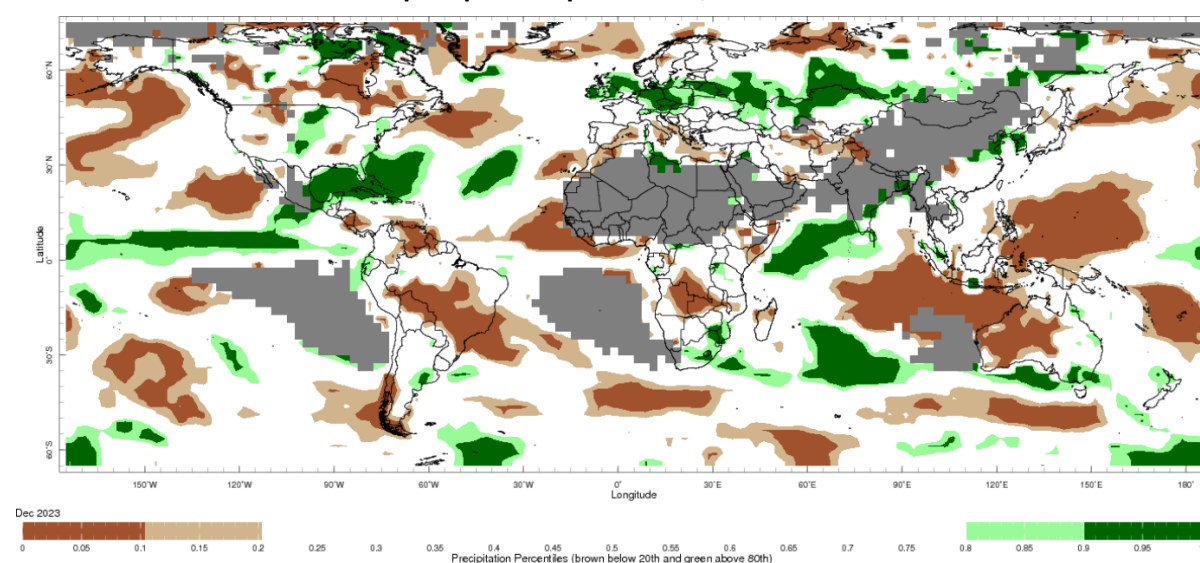 60°N
30°N
0°
30°S
60°S
Latitude
150°W 120°W 90°W 60°W 30°W 0° 30°E 60°E 90°E 120°E 150°E 180°
Longitude
Dec 2023
0 0.05 0.1 0.15 0.2 0.25 0.3 0.35 0.4 0.45 0.5 0.55 0.6 0.65 0.7 0.75 0.8 0.85 0.9 0.95
Precipitation Percentiles (brown below 20th and green above 80th)